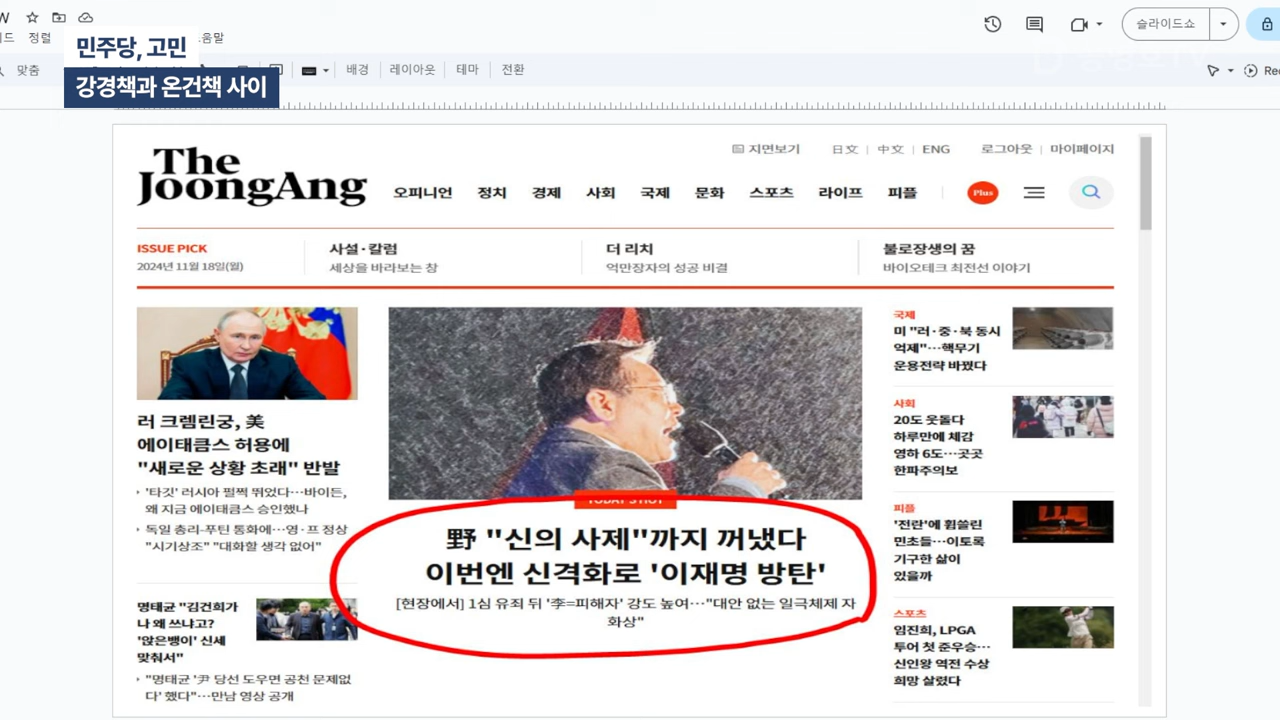 정렬
민주당, 고민
강경책과 온건책 사이
맞춤
배경
레이아웃
테마
전환
슬라이드쇼
Rec
The
JoongAng
지면보기
日文 | 中文 | ENG
로그아웃 | 마이페이지
오피니언 정치 경제 사회 국제 문화 스포츠 라이프 피플
Plus
ISSUE PICK
2024년 11월 18일(월)
사설·칼럼
세상을 바라보는 창
더 리치
억만장자의 성공 비결
불로장생의 꿈
바이오테크 최전선 이야기
러 크렘린궁, 美
에이태큼스 허용에
"새로운 상황 초래" 반발
'타깃' 러시아 펄쩍 뛰었다…바이든,
왜 지금 에이태큼스 승인했나
독일 총리-푸틴 통화에…영·프 정상
"시기상조" "대화할 생각 없어"
명태균 "김건희가
나 왜 쓰냐고?
'앉은뱅이' 신세
맞춰서"
"명태균 '尹 당선 도우면 공천 문제없
다' 했다"…만남 영상 공개
TODAY'S HOT
野 "신의 사제"까지 꺼냈다
이번엔 신격화로 '이재명 방탄'
[현장에서] 1심 유죄 뒤 '李=피해자' 강도 높여…"대안 없는 일극체제 자
화상"
국제
미 "러·중·북 동시
억제"…핵무기
운용전략 바꿨다
사회
20도 웃돌다
하루만에 체감
영하 6도…곳곳
한파주의보
피플
'전란'에 휩쓸린
민초들…이토록
기구한 삶이
있을까
스포츠
임진희, LPGA
투어 첫 준우승…
신인왕 역전 수상
희망 살렸다